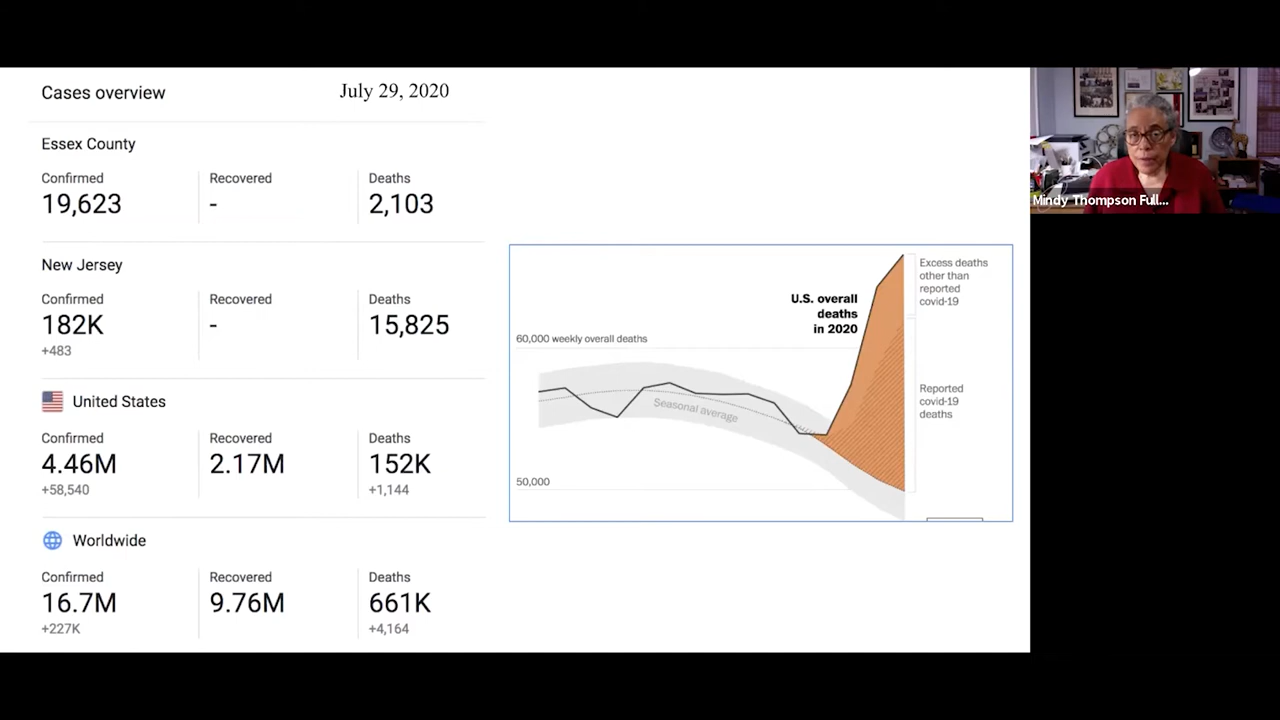 Cases overview
July 29, 2020
Essex County
Confirmed
Recovered
Deaths
19,623
-
2,103
New Jersey
Confirmed
Recovered
Deaths
182K
-
15,825
+483
United States
Confirmed
Recovered
Deaths
4.46M
2.17M
152K
+58,540
+1,144
Worldwide
Confirmed
Recovered
Deaths
16.7M
9.76M
661K
+227K
+4,164
U.S. overall
deaths
in 2020
60,000 weekly overall deaths
Seasonal average
50,000
Excess deaths
other than
reported
covid-19
Reported
covid-19
deaths
Mindy Thompson Full...